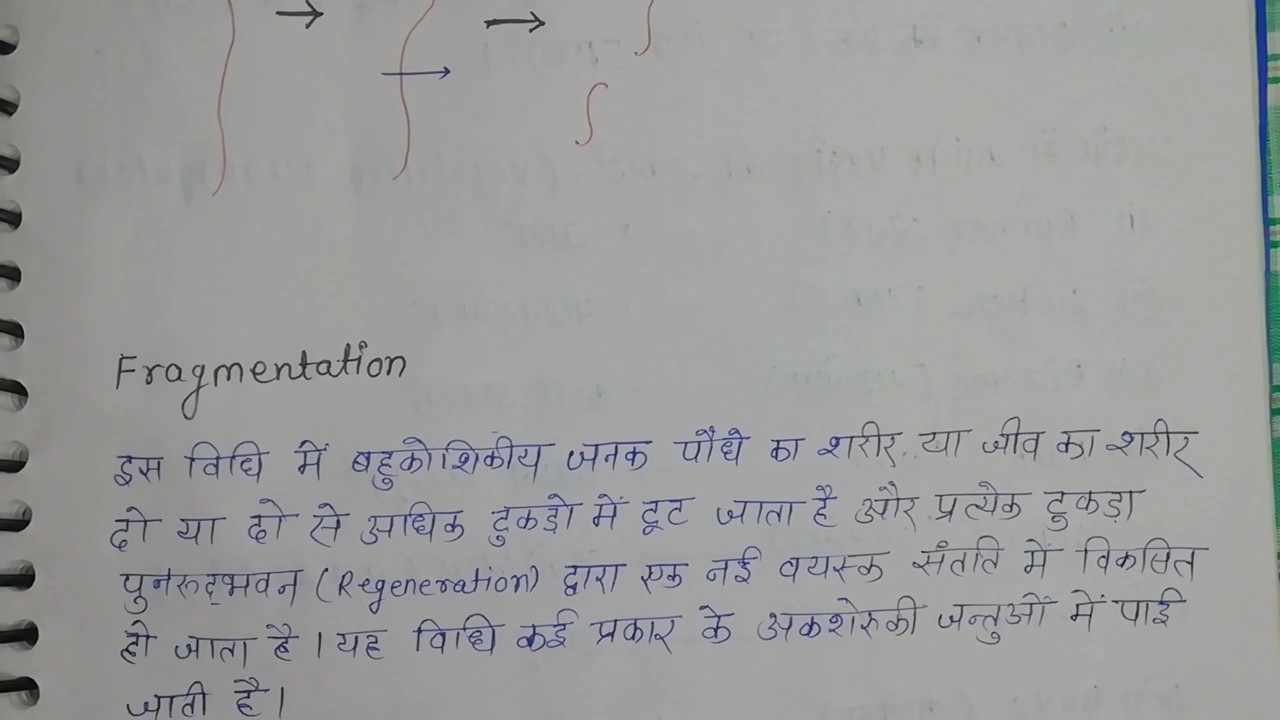 Fragmentation
इस विधि में बहुकोशिकीय जनक पौधे का शरीर या जीव का शरीर
दो या दो से अधिक टुकड़ो में टूट जाता है और प्रत्येक टुकड़ा
पुनरुद्भवन (Regeneration) द्वारा एक नई वयस्क संतति में विकसित
हो जाता है। यह विधि कई प्रकार के अकशेरुकी जन्तुओं में पाई
जाती है।